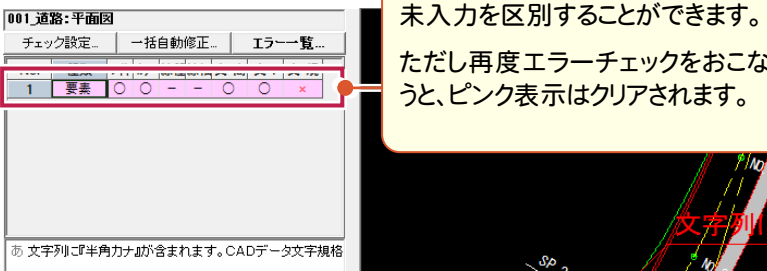 001_道路:平面図
チェック設定... 一括自動修正... エラー一覧...
1 要素 ○ ○ － － ○ ○ ×
あ 文字列に『半角カナ』が含まれます。CADデータ文字規格
未入力を区別することができます。
ただし再度エラーチェックをおこな
うと、ピンク表示はクリアされます。
文字列(
SP
NO
NO